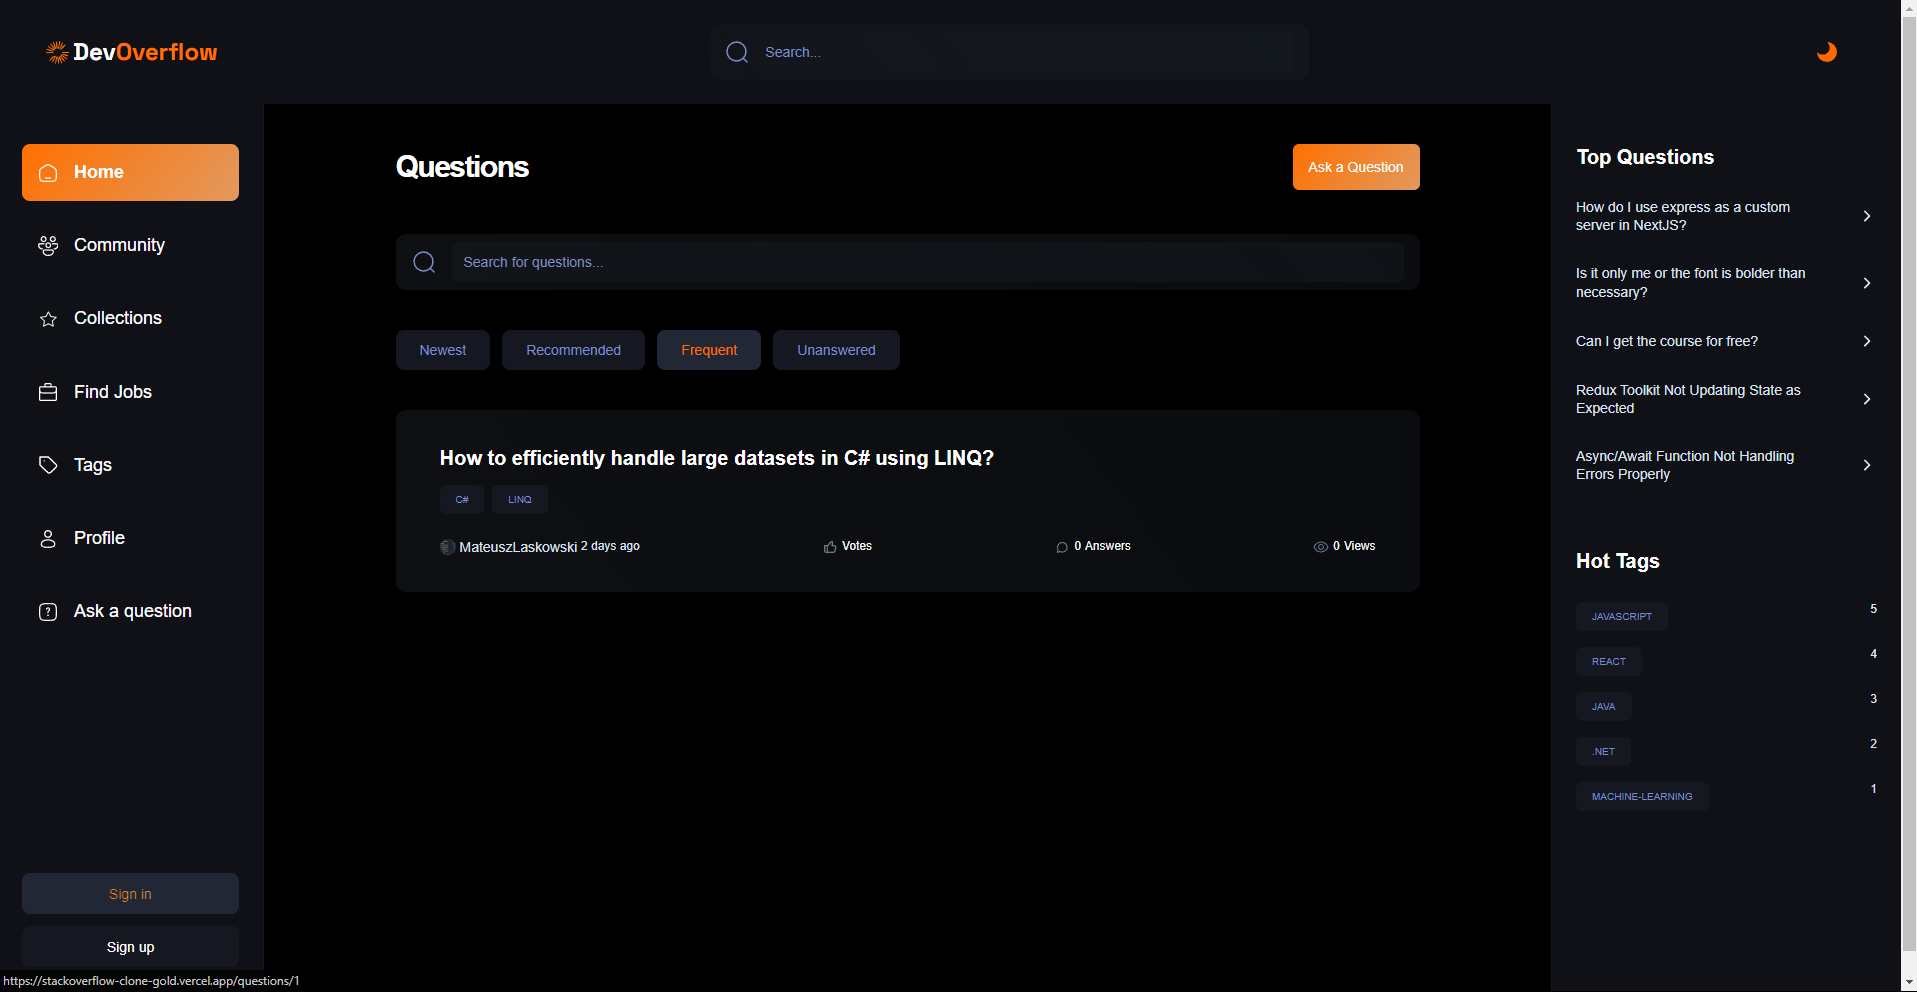 DevOverflow
Search...
Home
Community
Collections
Find Jobs
Tags
Profile
Ask a question
Sign in
Sign up
Questions
Ask a Question
Search for questions...
Newest
Recommended
Frequent
Unanswered
How to efficiently handle large datasets in C# using LINQ?
C#
LINQ
MateuszLaskowski 2 days ago
Votes
0 Answers
0 Views
Top Questions
How do I use express as a custom
server in NextJS?
Is it only me or the font is bolder than
necessary?
Can I get the course for free?
Redux Toolkit Not Updating State as
Expected
Async/Await Function Not Handling
Errors Properly
Hot Tags
JAVASCRIPT
5
REACT
4
JAVA
3
.NET
2
MACHINE-LEARNING
1
https://stackoverflow-clone-gold.vercel.app/questions/1